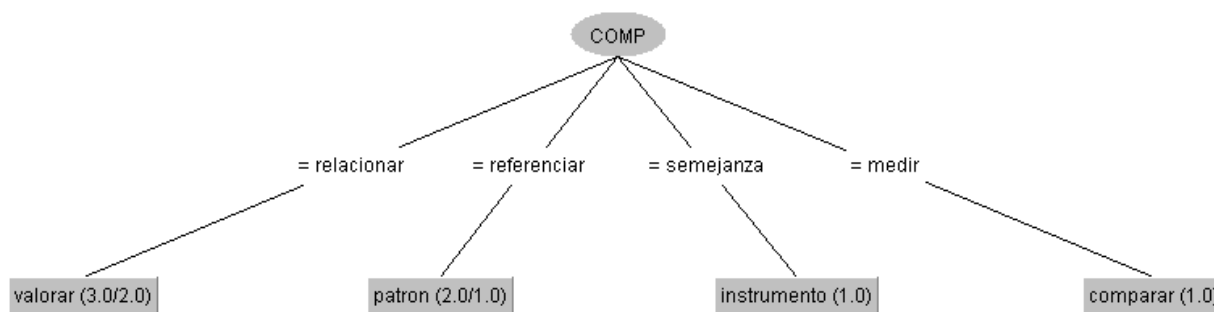 COMP
= relacionar = referenciar = semejanza = medir
valorar (3.0/2.0) patron (2.0/1.0) instrumento (1.0) comparar (1.0)